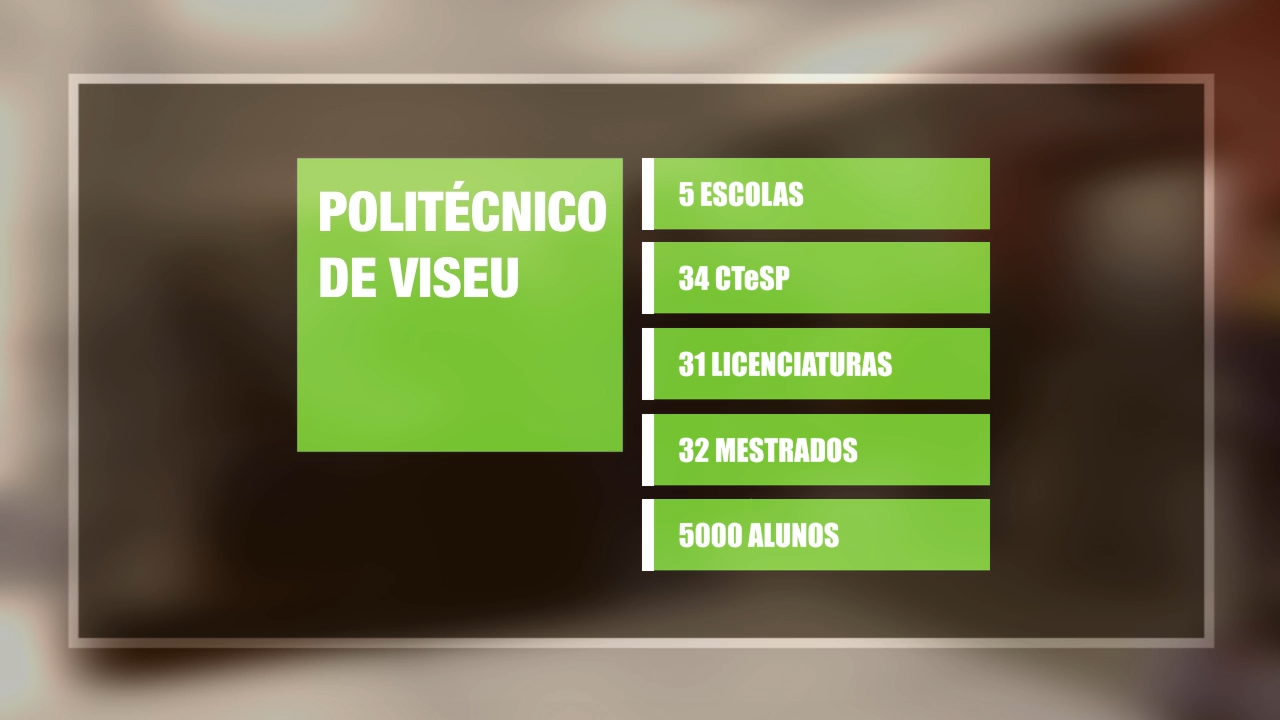 POLITÉCNICO
DE VISEU
5 ESCOLAS
34 CTeSP
31 LICENCIATURAS
32 MESTRADOS
5000 ALUNOS